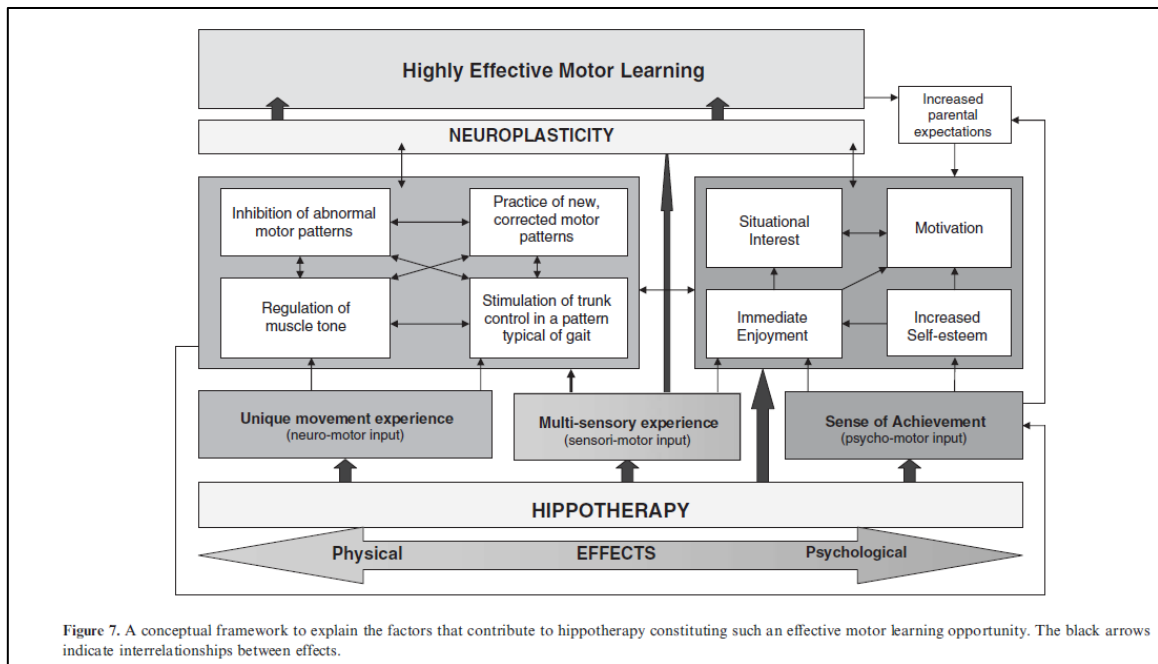 Highly Effective Motor Learning
Increased
parental
expectations
NEUROPLASTICITY
Inhibition of abnormal
motor patterns
Practice of new,
corrected motor
patterns
Situational
Interest
Motivation
Regulation of
muscle tone
Stimulation of trunk
control in a pattern
typical of gait
Immediate
Enjoyment
Increased
Self-esteem
Unique movement experience
(neuro-motor input)
Multi-sensory experience
(sensori-motor input)
Sense of Achievement
(psycho-motor input)
HIPPOTHERAPY
Physical
EFFECTS
Psychological
Figure 7. A conceptual framework to explain the factors that contribute to hippotherapy constituting such an effective motor learning opportunity. The black arrows
indicate interrelationships between effects.